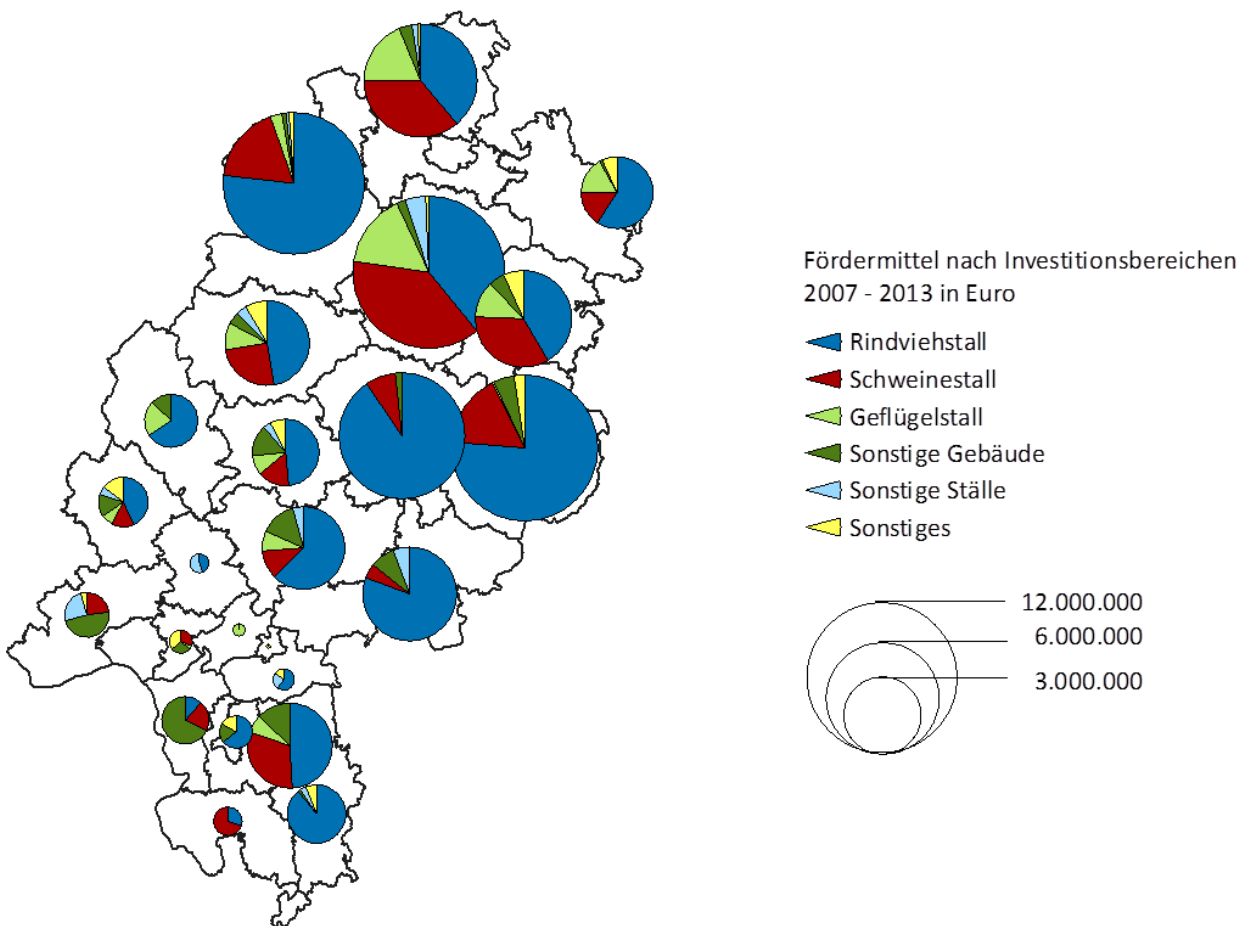 Fördermittel nach Investitionsbereichen
2007 - 2013 in Euro
Rindviehstall
Schweinestall
Geflügelstall
Sonstige Gebäude
Sonstige Ställe
Sonstiges
12.000.000
6.000.000
3.000.000